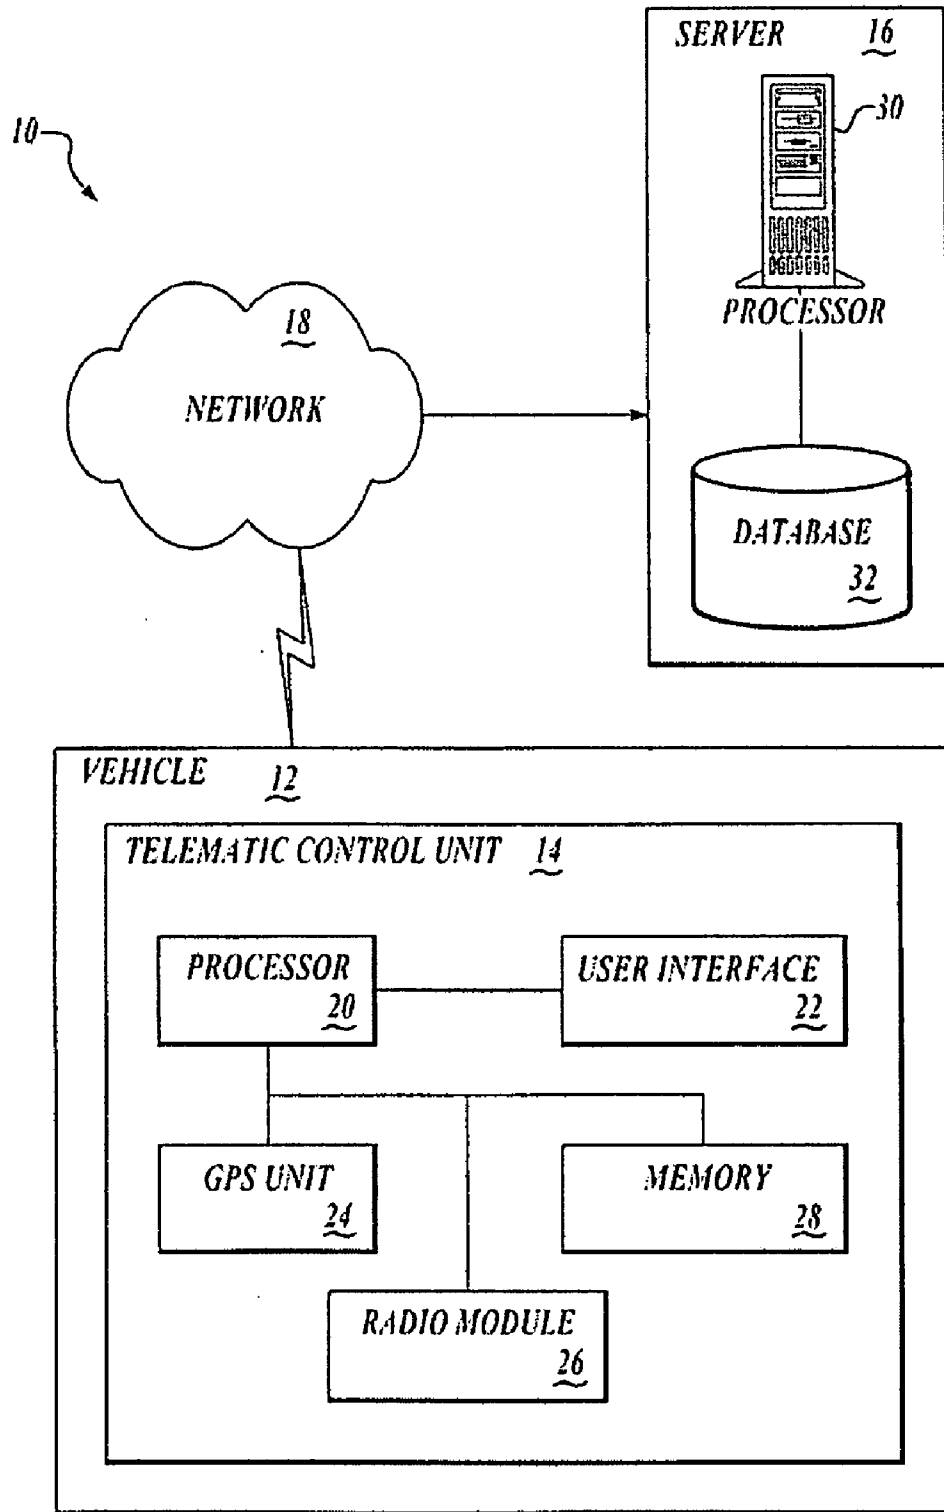 SERVER 16
30
10
PROCESSOR
18
NETWORK
DATABASE
32
VEHICLE 12
TELEMATIC CONTROL UNIT 14
PROCESSOR
20
USER INTERFACE
22
GPS UNIT
24
MEMORY
28
RADIO MODULE
26